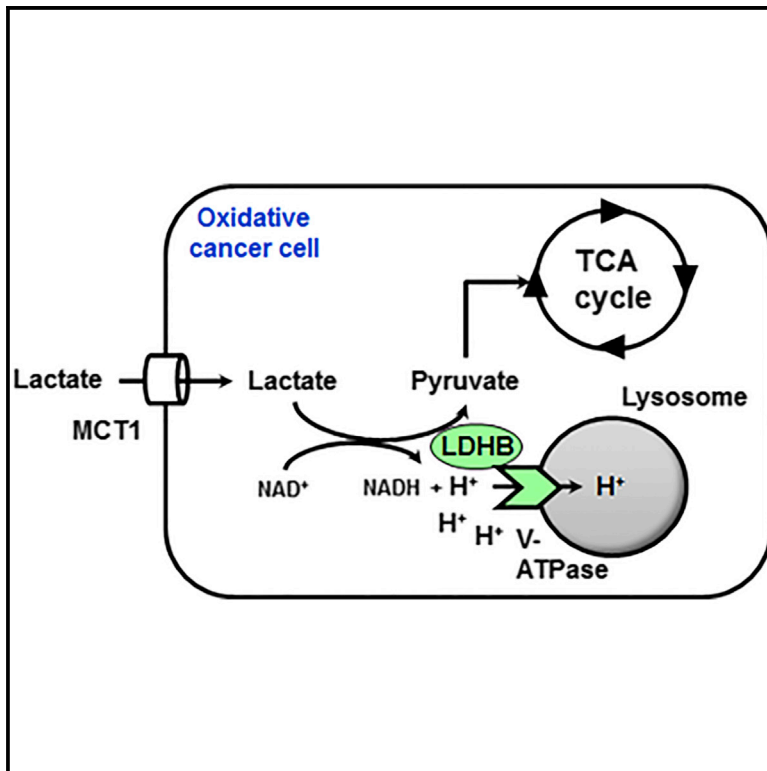 Oxidative
cancer cell
TCA
cycle
Lactate
MCT1
Lactate
Pyruvate
Lysosome
LDHB
NAD⁺
NADH + H⁺
H⁺
H⁺
H⁺
V-
ATPase